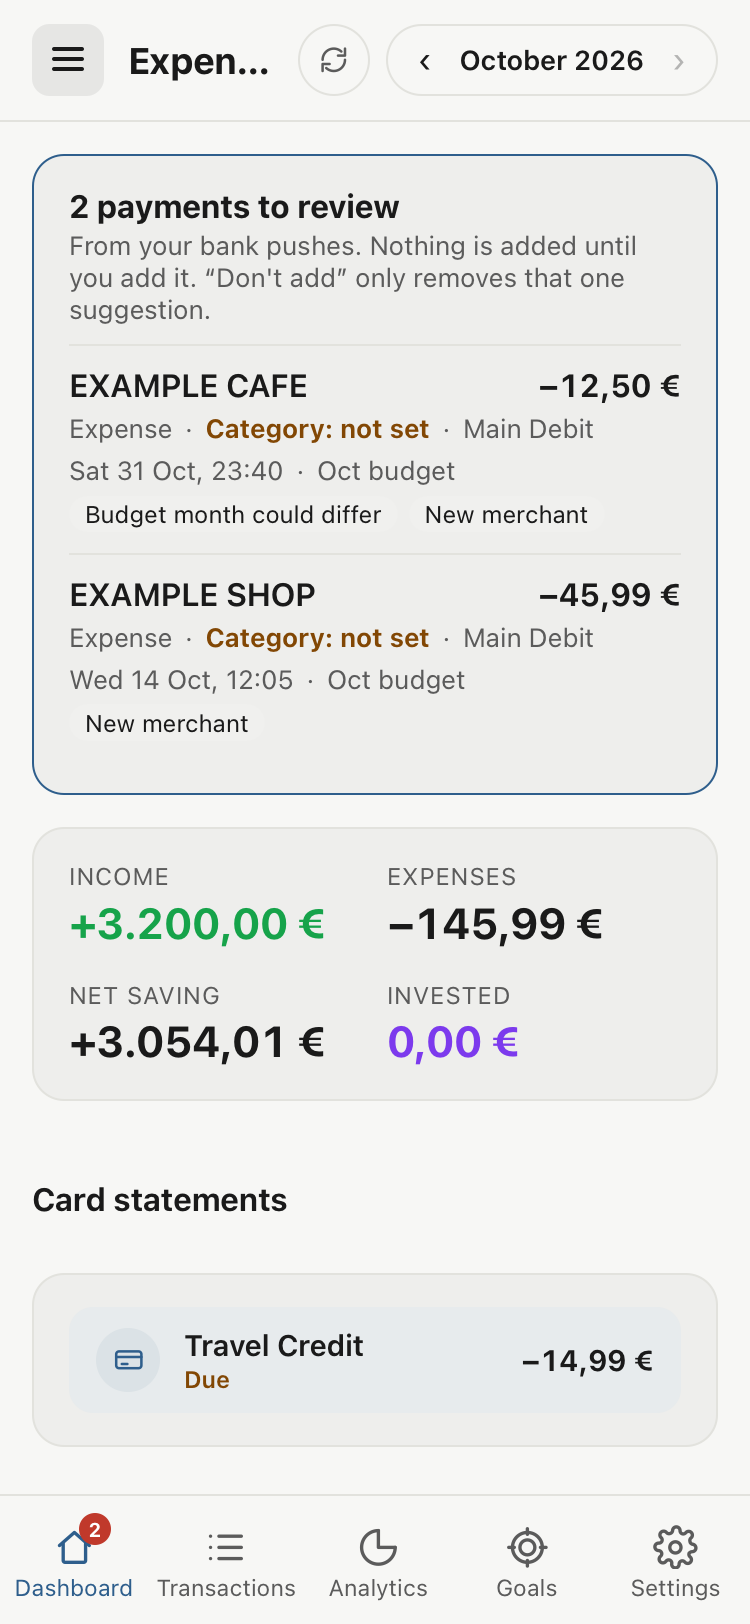 Expen...
‹ October 2026 ›
2 payments to review
From your bank pushes. Nothing is added until
you add it. “Don't add” only removes that one
suggestion.
EXAMPLE CAFE −12,50 €
Expense · Category: not set · Main Debit
Sat 31 Oct, 23:40 · Oct budget
Budget month could differ New merchant
EXAMPLE SHOP −45,99 €
Expense · Category: not set · Main Debit
Wed 14 Oct, 12:05 · Oct budget
New merchant
INCOME EXPENSES
+3.200,00 € −145,99 €
NET SAVING INVESTED
+3.054,01 € 0,00 €
Card statements
Travel Credit −14,99 €
Due
2
Dashboard Transactions Analytics Goals Settings